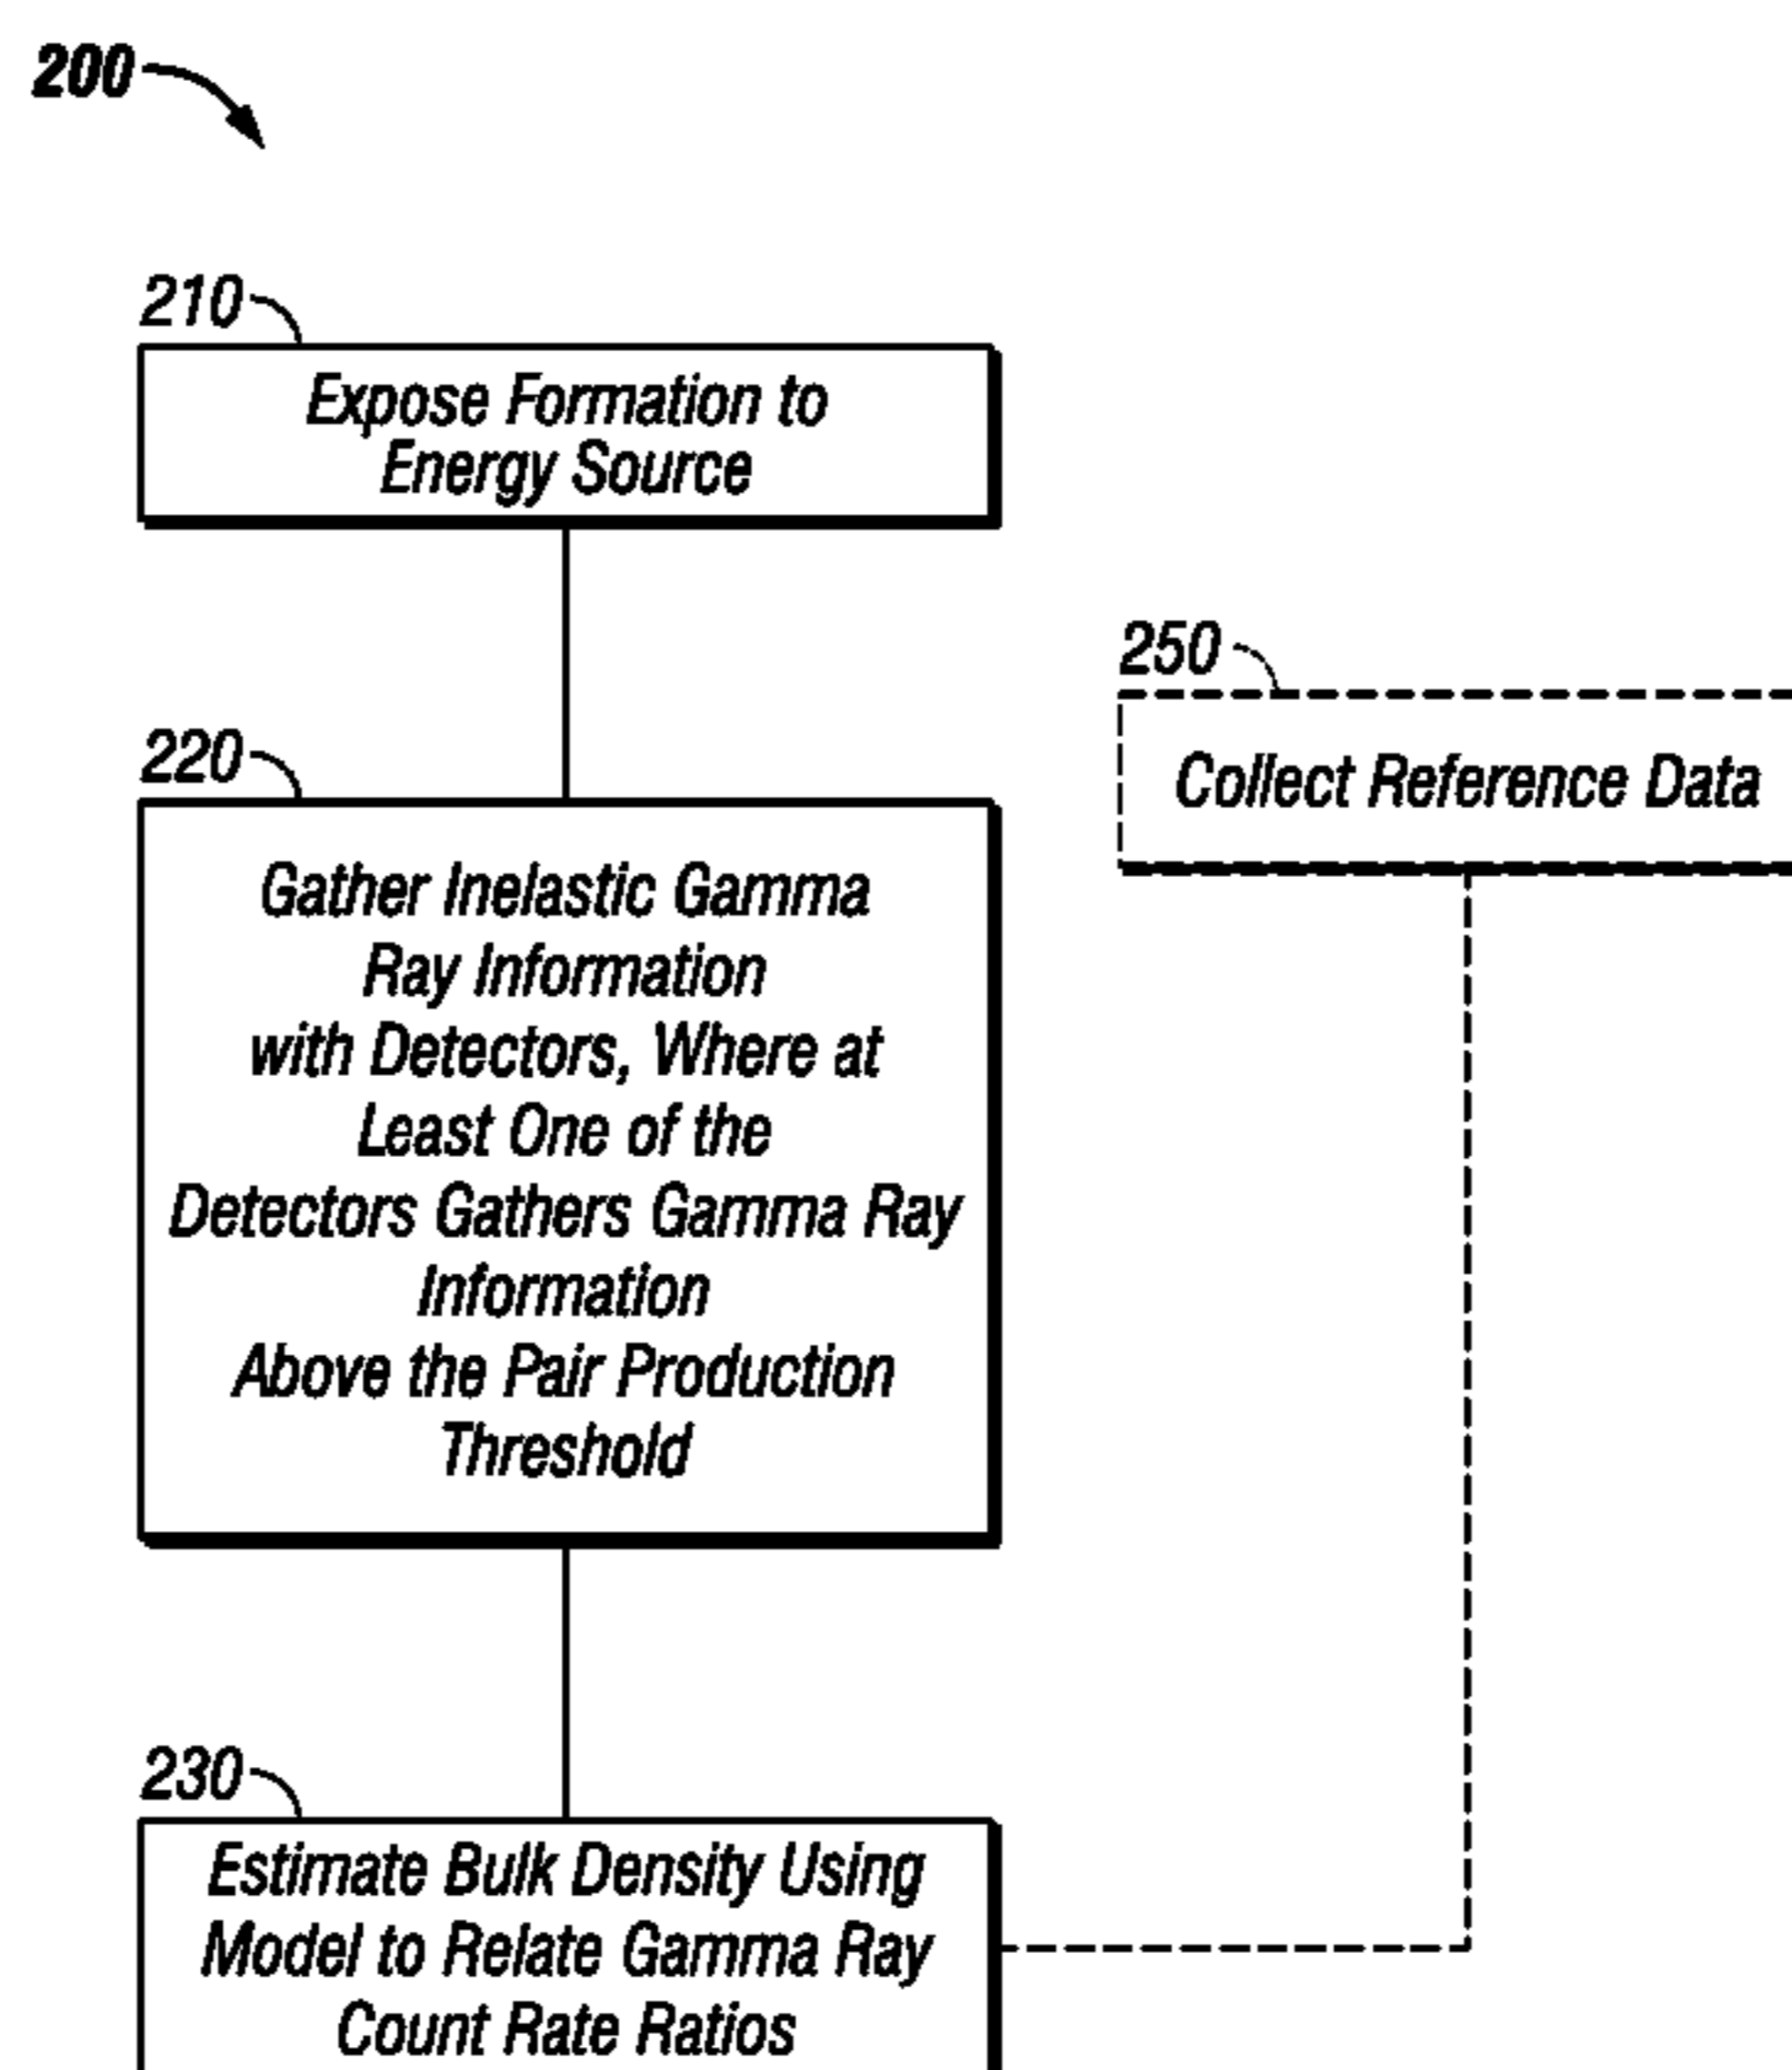 200
210
Expose Formation to
Energy Source
250
Collect Reference Data
220
Gather Inelastic Gamma
Ray Information
with Detectors, Where at
Least One of the
Detectors Gathers Gamma Ray
Information
Above the Pair Production
Threshold
230
Estimate Bulk Density Using
Model to Relate Gamma Ray
Count Rate Ratios